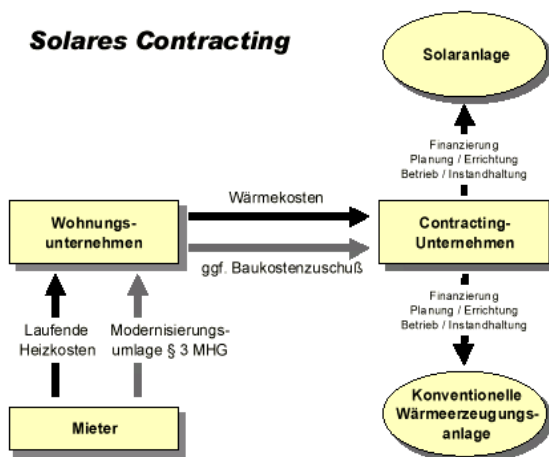 Solares Contracting
Solaranlage
Finanzierung
Planung / Errichtung
Betrieb / Instandhaltung
Wärmekosten
Wohnungs-
unternehmen
Contracting-
Unternehmen
ggf. Baukostenzuschuß
Finanzierung
Planung / Errichtung
Betrieb / Instandhaltung
Laufende
Heizkosten
Modernisierungs-
umlage § 3 MHG
Mieter
Konventionelle
Wärmeerzeugungs-
anlage